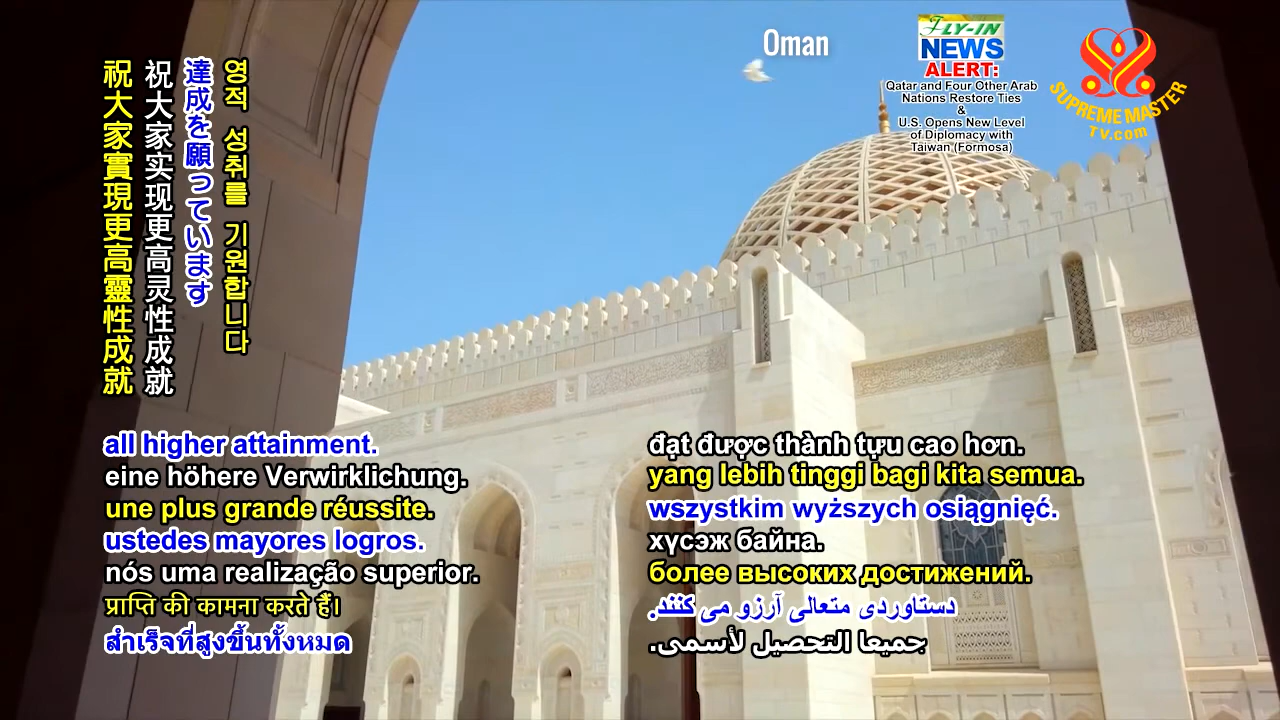 Oman
FLY-IN
NEWS
ALERT:
Qatar and Four Other Arab
Nations Restore Ties
&
U.S. Opens New Level
of Diplomacy with
Taiwan (Formosa)
SUPREME MASTER
TV.com
영적 성취를 기원합니다
達成を願っています
祝大家实现更高灵性成就
祝大家實現更高靈性成就
all higher attainment.
eine höhere Verwirklichung.
une plus grande réussite.
ustedes mayores logros.
nós uma realização superior.
प्राप्ति की कामना करते हैं।
สำเร็จที่สูงขึ้นทั้งหมด
đạt được thành tựu cao hơn.
yang lebih tinggi bagi kita semua.
wszystkim wyższych osiągnięć.
хүсэж байна.
более высоких достижений.
دستاوردی متعالی آرزو می کنند.
جميعا التحصيل لأسمى.